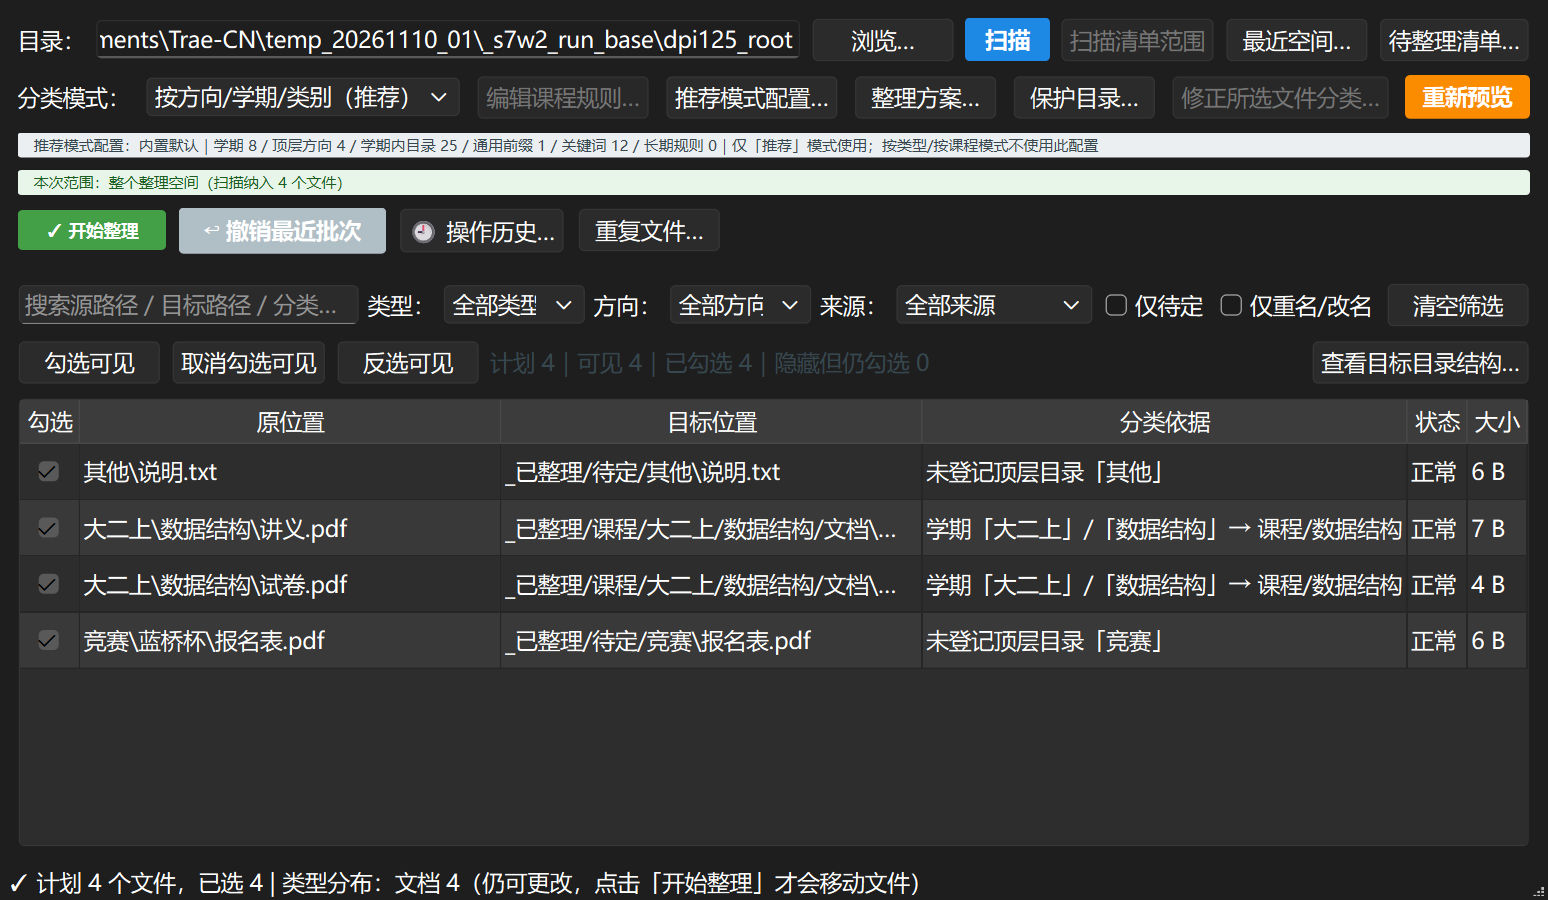 目录： ments\Trae-CN\temp_20261110_01\_s7w2_run_base\dpi125_root 浏览... 扫描 扫描清单范围 最近空间... 待整理清单...
分类模式： 按方向/学期/类别（推荐） 编辑课程规则... 推荐模式配置... 整理方案... 保护目录... 修正所选文件分类... 重新预览
推荐模式配置：内置默认 | 学期 8 / 顶层方向 4 / 学期内目录 25 / 通用前缀 1 / 关键词 12 / 长期规则 0 | 仅「推荐」模式使用；按类型/按课程模式不使用此配置
本次范围：整个整理空间（扫描纳入 4 个文件）
✓ 开始整理 ↩ 撤销最近批次 操作历史... 重复文件...
搜索源路径 / 目标路径 / 分类... 类型： 全部类型 方向： 全部方向 来源： 全部来源 仅待定 仅重名/改名 清空筛选
勾选可见 取消勾选可见 反选可见 计划 4 | 可见 4 | 已勾选 4 | 隐藏但仍勾选 0 查看目标目录结构...
勾选 原位置 目标位置 分类依据 状态 大小
其他\说明.txt _已整理/待定/其他\说明.txt 未登记顶层目录「其他」 正常 6 B
大二上\数据结构\讲义.pdf _已整理/课程/大二上/数据结构/文档\... 学期「大二上」/「数据结构」→ 课程/数据结构 正常 7 B
大二上\数据结构\试卷.pdf _已整理/课程/大二上/数据结构/文档\... 学期「大二上」/「数据结构」→ 课程/数据结构 正常 4 B
竞赛\蓝桥杯\报名表.pdf _已整理/待定/竞赛\报名表.pdf 未登记顶层目录「竞赛」 正常 6 B
✓ 计划 4 个文件，已选 4 | 类型分布：文档 4（仍可更改，点击「开始整理」才会移动文件）